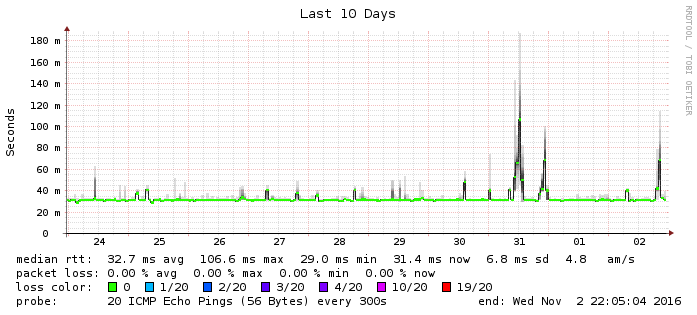 Last 10 Days
RRDTOOL / TOBI OETIKER
Seconds
180 m
160 m
140 m
120 m
100 m
80 m
60 m
40 m
20 m
0
24 25 26 27 28 29 30 31 01 02
median rtt: 32.7 ms avg 106.6 ms max 29.0 ms min 31.4 ms now 6.8 ms sd 4.8 am/s
packet loss: 0.00 % avg 0.00 % max 0.00 % min 0.00 % now
loss color: 0 1/20 2/20 3/20 4/20 10/20 19/20
probe: 20 ICMP Echo Pings (56 Bytes) every 300s end: Wed Nov 2 22:05:04 2016